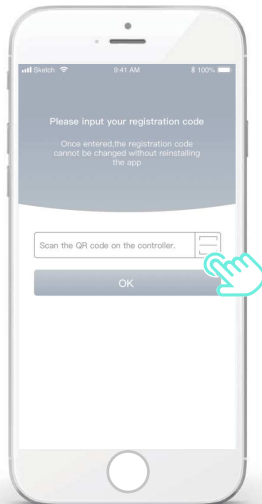 Sketch 9:41 AM 100%
Please input your registration code
Once entered,the registration code
cannot be changed without reinstalling
the app
Scan the QR code on the controller.
OK